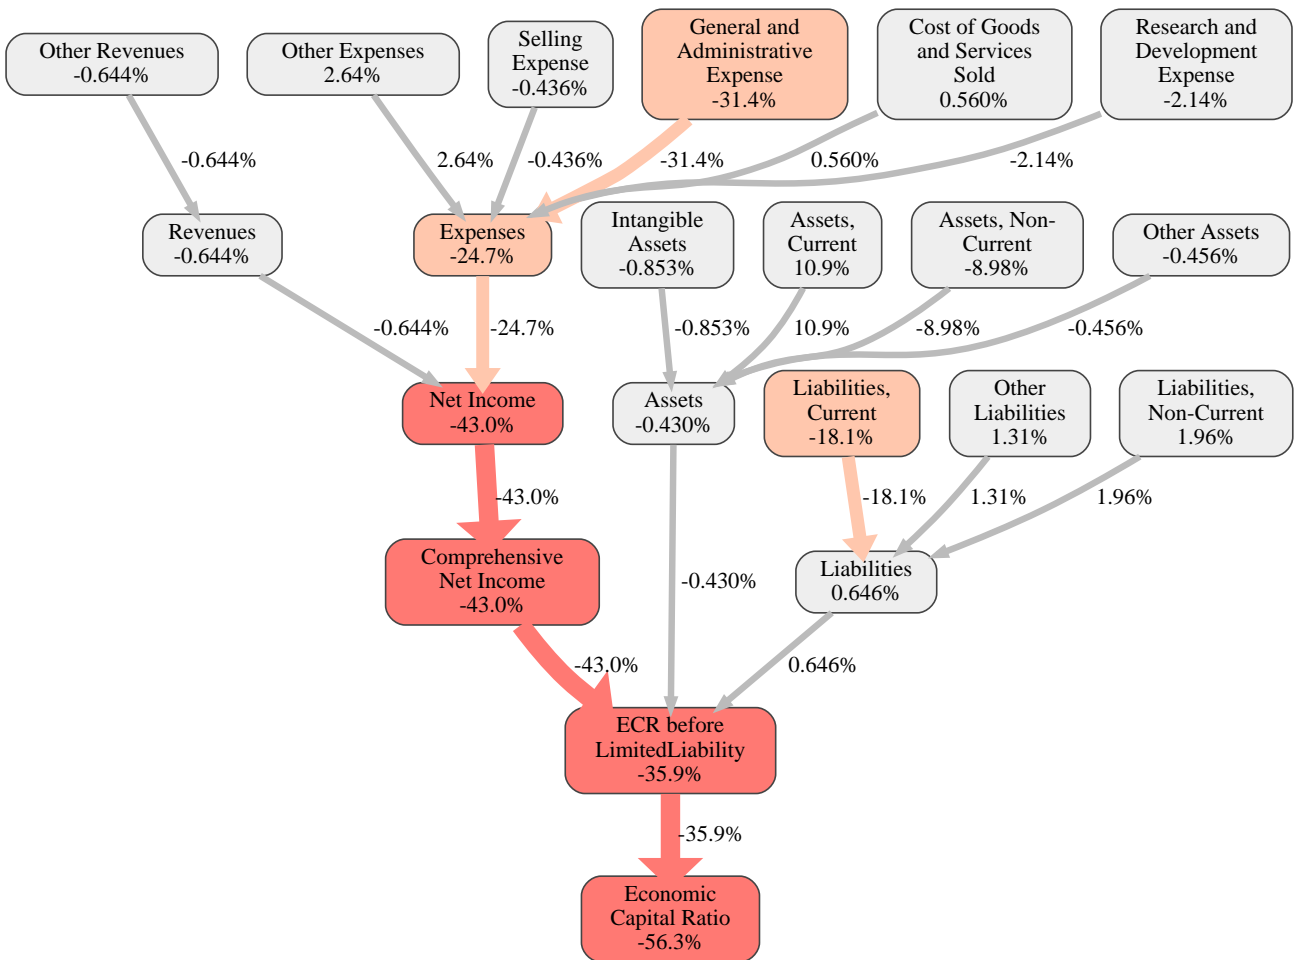 Other Revenues
-0.644%
Other Expenses
2.64%
Selling
Expense
-0.436%
General and
Administrative
Expense
-31.4%
Cost of Goods
and Services
Sold
0.560%
Research and
Development
Expense
-2.14%
-0.644%
2.64%
-0.436%
-31.4%
0.560%
-2.14%
Revenues
-0.644%
Expenses
-24.7%
Intangible
Assets
-0.853%
Assets,
Current
10.9%
Assets, Non-
Current
-8.98%
Other Assets
-0.456%
-0.644%
-24.7%
-0.853%
10.9%
-8.98%
-0.456%
Net Income
-43.0%
Assets
-0.430%
Liabilities,
Current
-18.1%
Other
Liabilities
1.31%
Liabilities,
Non-Current
1.96%
-43.0%
-18.1%
1.31%
1.96%
Comprehensive
Net Income
-43.0%
-0.430%
Liabilities
0.646%
-43.0%
0.646%
ECR before
LimitedLiability
-35.9%
-35.9%
Economic
Capital Ratio
-56.3%